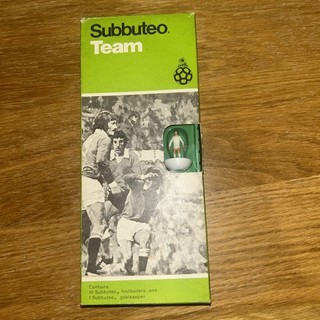 Subbuteo.
Team
Contains
10 Subbuteo, footballers and
1 Subbuteo, goalkeeper